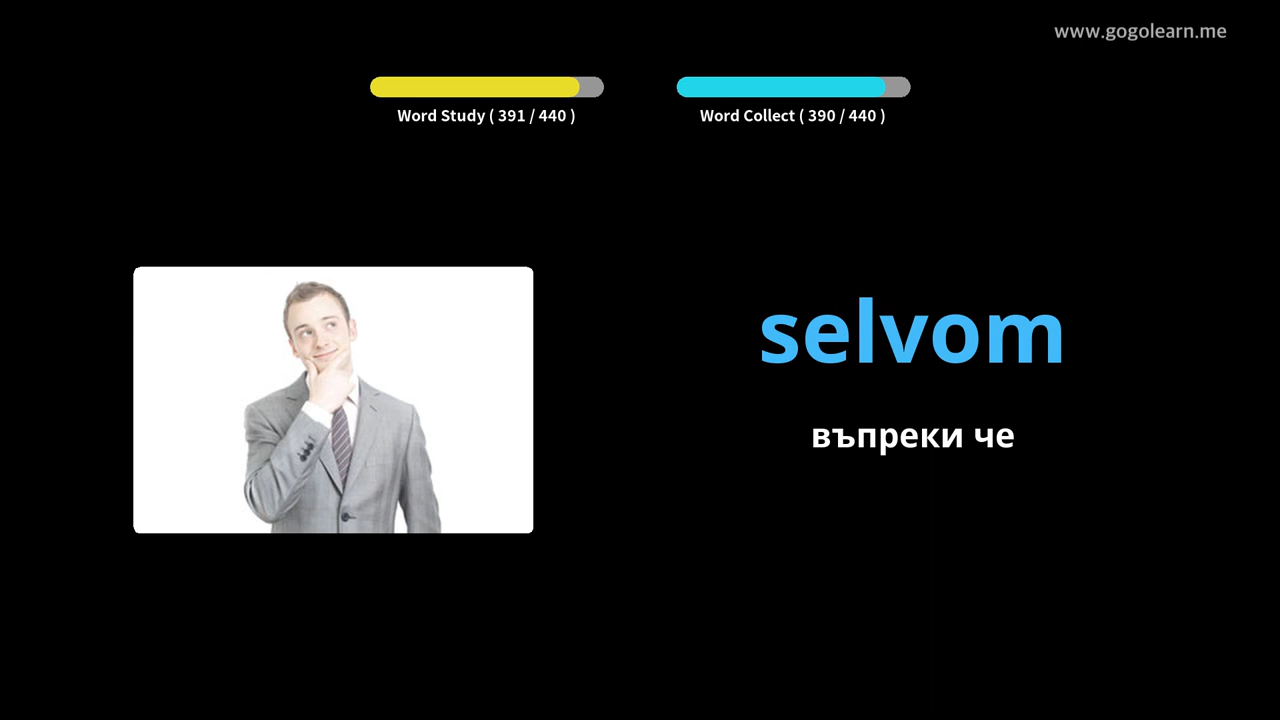 www.gogolearn.me
Word Study ( 391 / 440 )
Word Collect ( 390 / 440 )
selvom
въпреки че